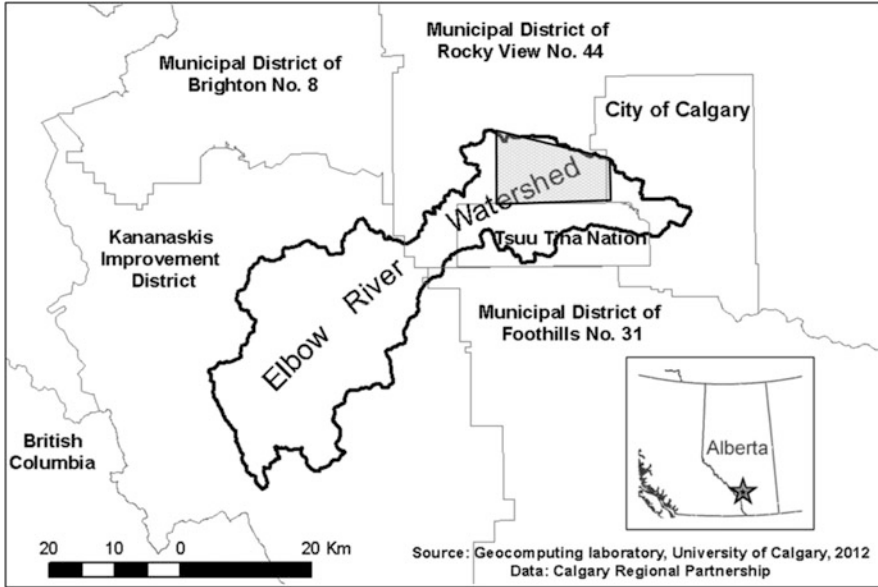 Municipal District of
Rocky View No. 44
Municipal District of
Brighton No. 8
City of Calgary
Watershed
Kananaskis
Improvement
District
Tsuu Tina Nation
River
Elbow
Municipal District of
Foothills No. 31
British
Columbia
Alberta
20 10 0 20 Km
Source: Geocomputing laboratory, University of Calgary, 2012
Data: Calgary Regional Partnership